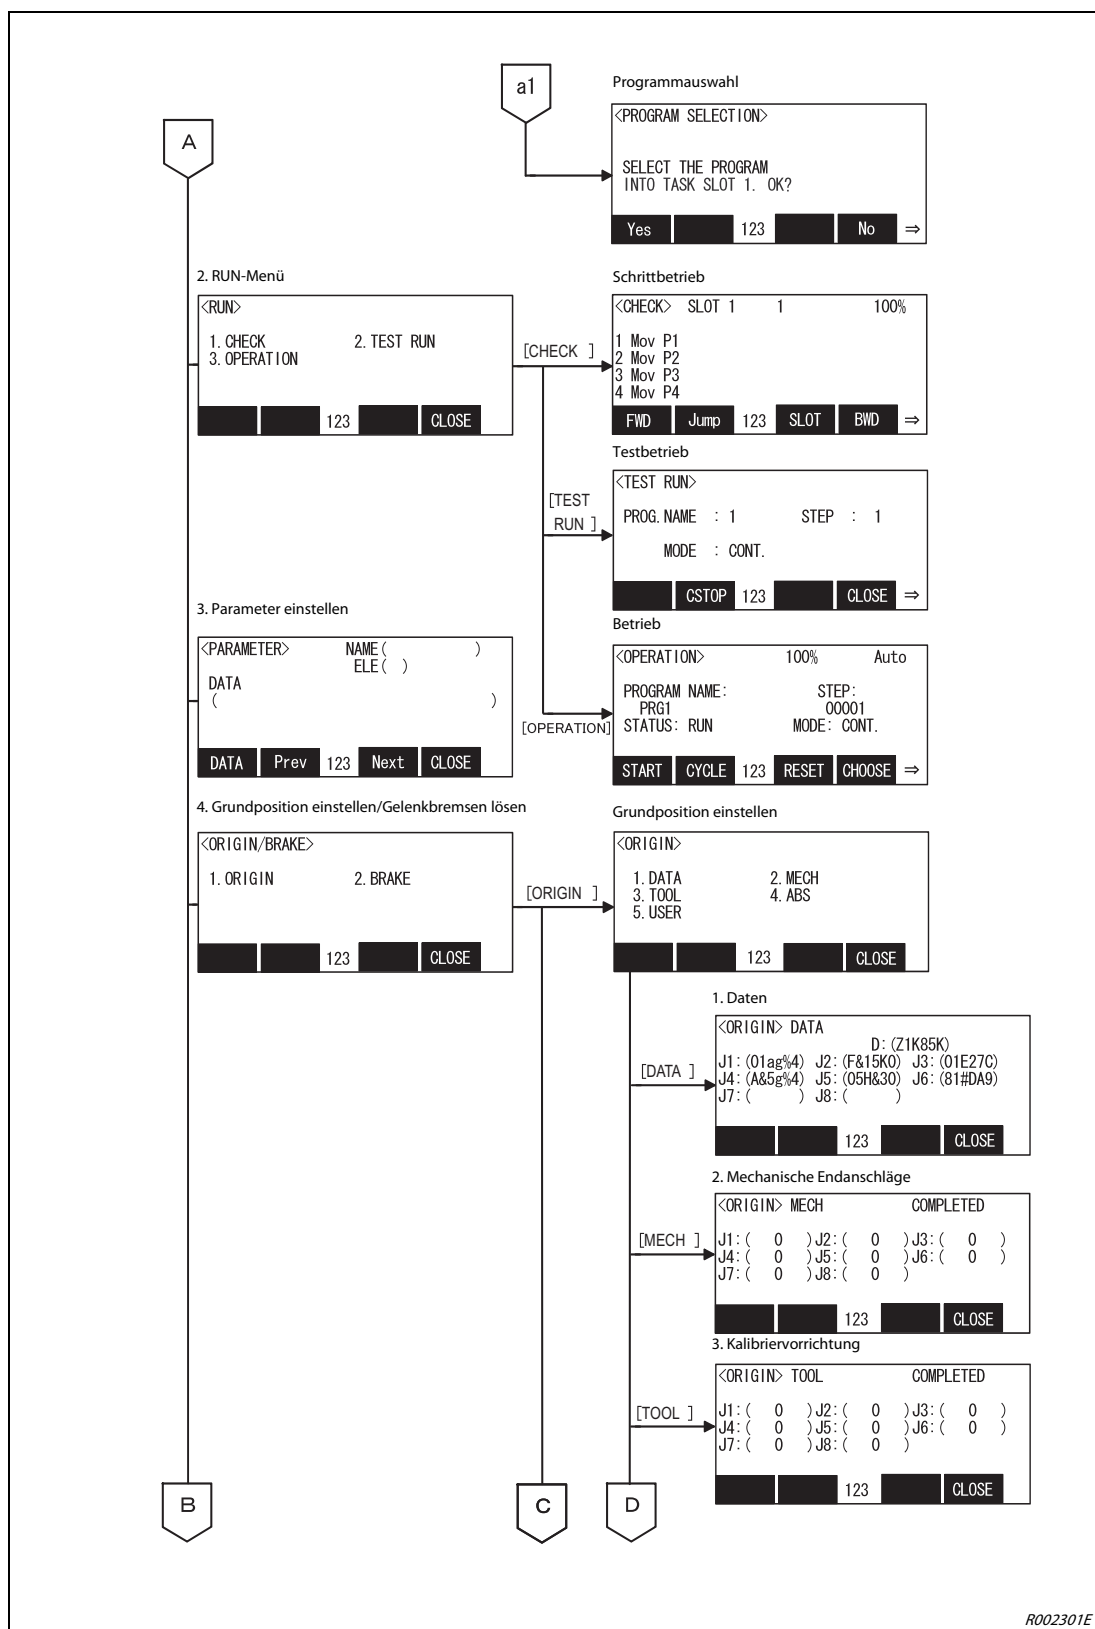 a1
Programmauswahl
<PROGRAM SELECTION>
SELECT THE PROGRAM
INTO TASK SLOT 1. OK?
Yes 123 No ⇒
A
2. RUN-Menü
<RUN>
1. CHECK 2. TEST RUN
3. OPERATION
123 CLOSE
[CHECK ]
Schrittbetrieb
<CHECK> SLOT 1 1 100%
1 Mov P1
2 Mov P2
3 Mov P3
4 Mov P4
FWD Jump 123 SLOT BWD ⇒
[TEST
RUN ]
Testbetrieb
<TEST RUN>
PROG. NAME : 1 STEP : 1
MODE : CONT.
CSTOP 123 CLOSE ⇒
3. Parameter einstellen
<PARAMETER> NAME ( )
ELE ( )
DATA
( )
DATA Prev 123 Next CLOSE
[OPERATION]
Betrieb
<OPERATION> 100% Auto
PROGRAM NAME: STEP:
PRG1 00001
STATUS: RUN MODE: CONT.
START CYCLE 123 RESET CHOOSE ⇒
4. Grundposition einstellen/Gelenkbremsen lösen
<ORIGIN/BRAKE>
1. ORIGIN 2. BRAKE
123 CLOSE
[ORIGIN ]
Grundposition einstellen
<ORIGIN>
1. DATA 2. MECH
3. TOOL 4. ABS
5. USER
123 CLOSE
1. Daten
[DATA ]
<ORIGIN> DATA
D: (Z1K85K)
J1: (01ag%4) J2: (F&15K0) J3: (01E27C)
J4: (A&5g%4) J5: (05H&30) J6: (81#DA9)
J7: ( ) J8: ( )
123 CLOSE
2. Mechanische Endanschläge
[MECH ]
<ORIGIN> MECH COMPLETED
J1: ( 0 ) J2: ( 0 ) J3: ( 0 )
J4: ( 0 ) J5: ( 0 ) J6: ( 0 )
J7: ( 0 ) J8: ( 0 )
123 CLOSE
3. Kalibriervorrichtung
[TOOL ]
<ORIGIN> TOOL COMPLETED
J1: ( 0 ) J2: ( 0 ) J3: ( 0 )
J4: ( 0 ) J5: ( 0 ) J6: ( 0 )
J7: ( 0 ) J8: ( 0 )
123 CLOSE
B
C
D
R002301E